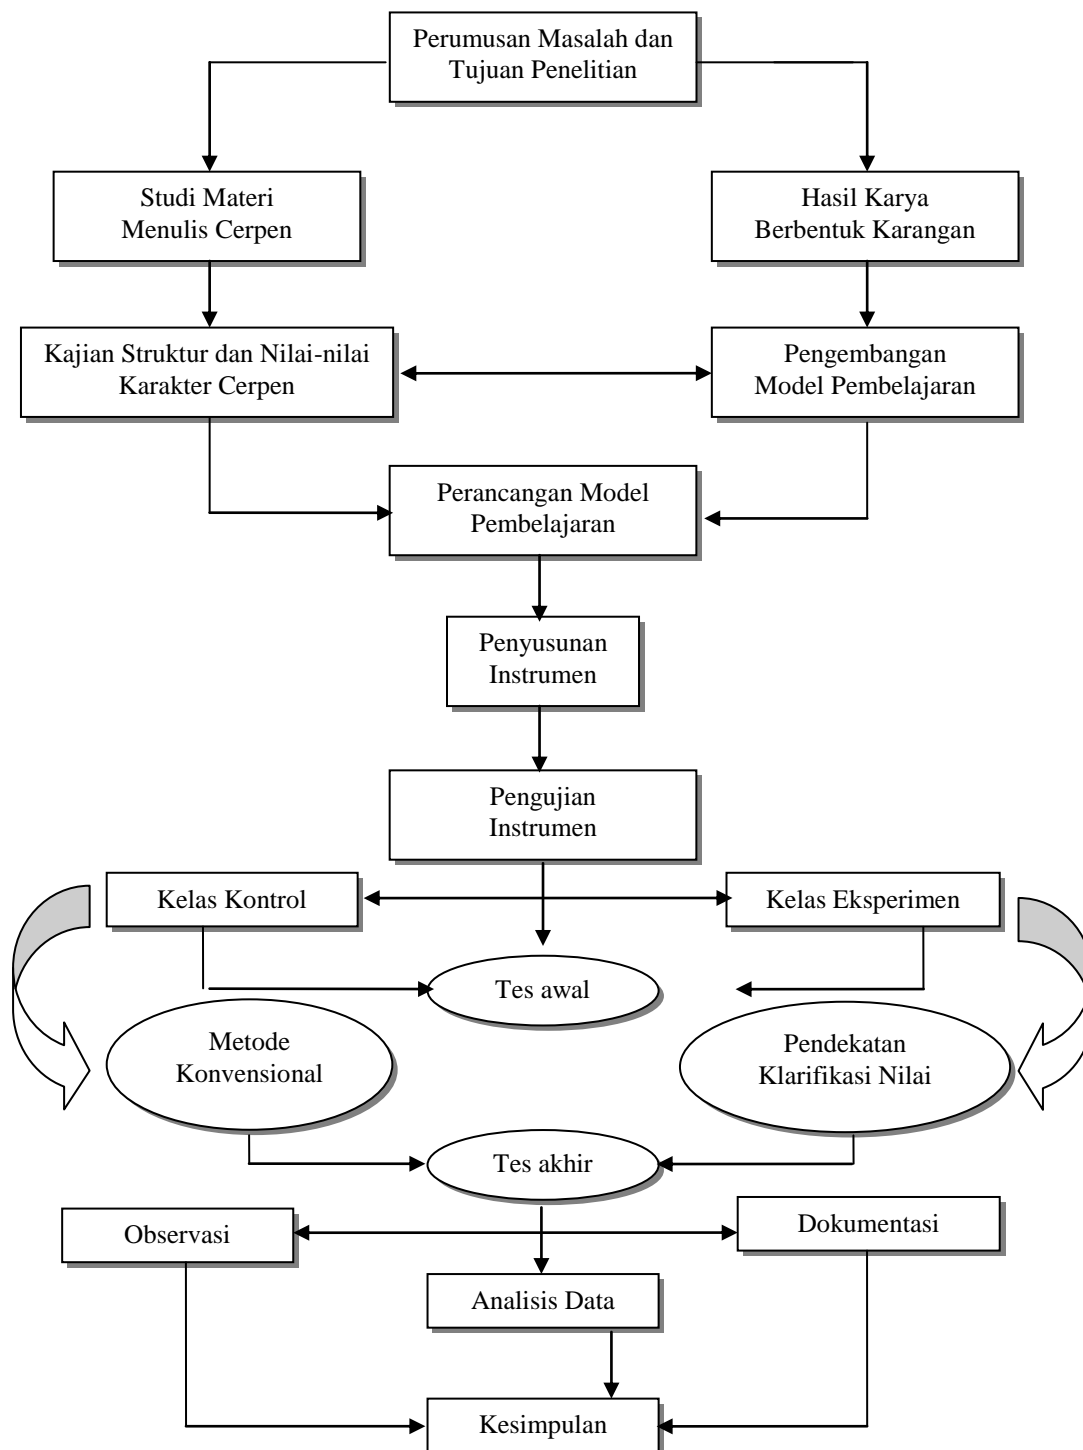 Perumusan Masalah dan
Tujuan Penelitian
Studi Materi
Menulis Cerpen
Hasil Karya
Berbentuk Karangan
Kajian Struktur dan Nilai-nilai
Karakter Cerpen
Pengembangan
Model Pembelajaran
Perancangan Model
Pembelajaran
Penyusunan
Instrumen
Pengujian
Instrumen
Kelas Kontrol
Kelas Eksperimen
Tes awal
Metode
Konvensional
Pendekatan
Klarifikasi Nilai
Tes akhir
Observasi
Dokumentasi
Analisis Data
Kesimpulan